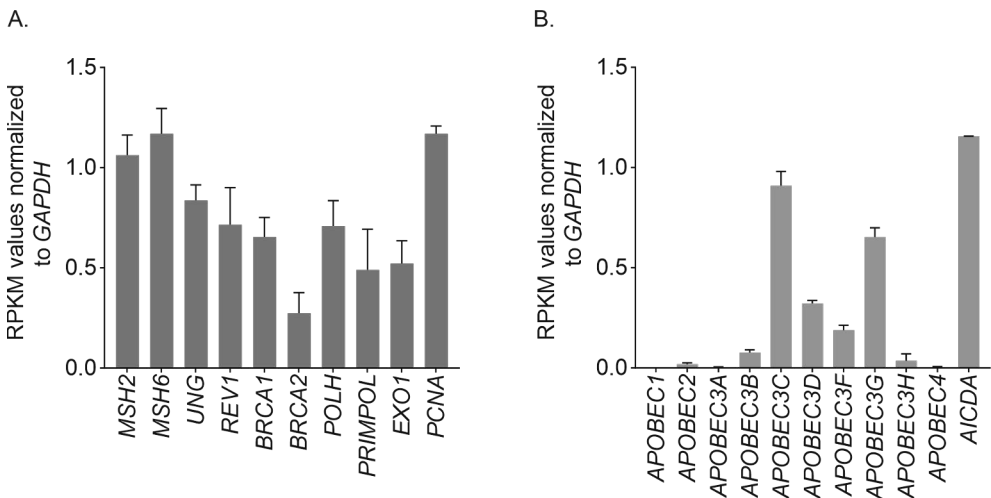 A.
RPKM values normalized
to GAPDH
1.5
1.0
0.5
0.0
MSH2
MSH6
UNG
REV1
BRCA1
BRCA2
POLH
PRIMPOL
EXO1
PCNA
B.
RPKM values normalized
to GAPDH
1.5
1.0
0.5
0.0
APOBEC1
APOBEC2
APOBEC3A
APOBEC3B
APOBEC3C
APOBEC3D
APOBEC3F
APOBEC3G
APOBEC3H
APOBEC4
AICDA